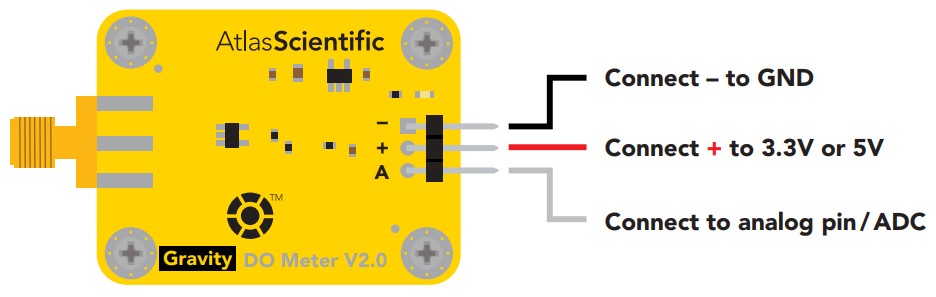 AtlasScientific
Connect – to GND
–
+
Connect + to 3.3V or 5V
A
TM
Connect to analog pin/ADC
Gravity DO Meter V2.0